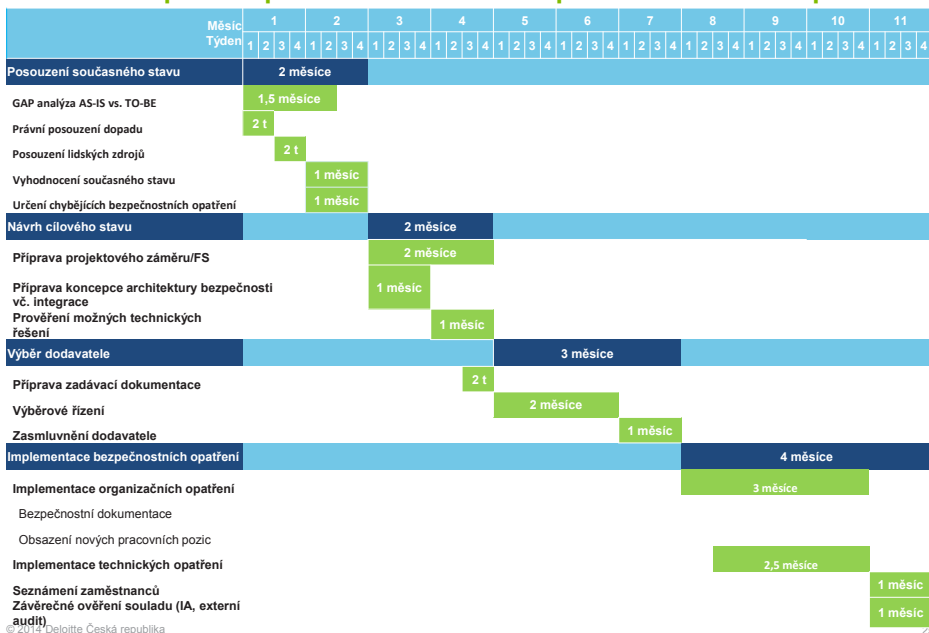 Měsíc 1 2 3 4 5 6 7 8 9 10 11
Týden 1 2 3 4 1 2 3 4 1 2 3 4 1 2 3 4 1 2 3 4 1 2 3 4 1 2 3 4 1 2 3 4 1 2 3 4 1 2 3 4 1 2 3 4
Posouzení současného stavu 2 měsíce
GAP analýza AS-IS vs. TO-BE 1,5 měsíce
Právní posouzení dopadu 2 t
Posouzení lidských zdrojů 2 t
Vyhodnocení současného stavu 1 měsíc
Určení chybějících bezpečnostních opatření 1 měsíc
Návrh cílového stavu 2 měsíce
Příprava projektového záměru/FS 2 měsíce
Příprava koncepce architektury bezpečnosti 1 měsíc
vč. integrace
Prověření možných technických 1 měsíc
řešení
Výběr dodavatele 3 měsíce
Příprava zadávací dokumentace 2 t
Výběrové řízení 2 měsíce
Zasmluvnění dodavatele 1 měsíc
Implementace bezpečnostních opatření 4 měsíce
Implementace organizačních opatření 3 měsíce
Bezpečnostní dokumentace
Obsazení nových pracovních pozic
Implementace technických opatření 2,5 měsíce
Seznámení zaměstnanců 1 měsíc
Závěrečné ověření souladu (IA, externí 1 měsíc
audit)
© 2014 Deloitte Česká republika